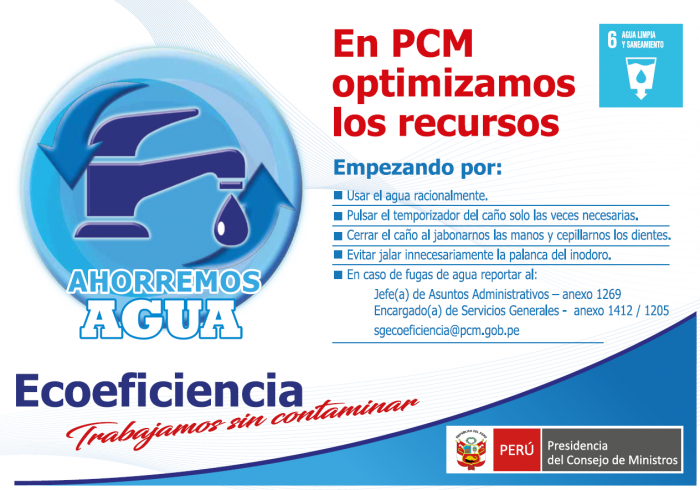 En PCM
optimizamos
los recursos
6 AGUA LIMPIA
Y SANEAMIENTO
Empezando por:
Usar el agua racionalmente.
Pulsar el temporizador del caño solo las veces necesarias.
Cerrar el caño al jabonarnos las manos y cepillarnos los dientes.
Evitar jalar innecesariamente la palanca del inodoro.
En caso de fugas de agua reportar al:
Jefe(a) de Asuntos Administrativos – anexo 1269
Encargado(a) de Servicios Generales - anexo 1412 / 1205
sgecoeficiencia@pcm.gob.pe
AHORREMOS
AGUA
Ecoeficiencia
Trabajamos sin contaminar
PERÚ
Presidencia
del Consejo de Ministros